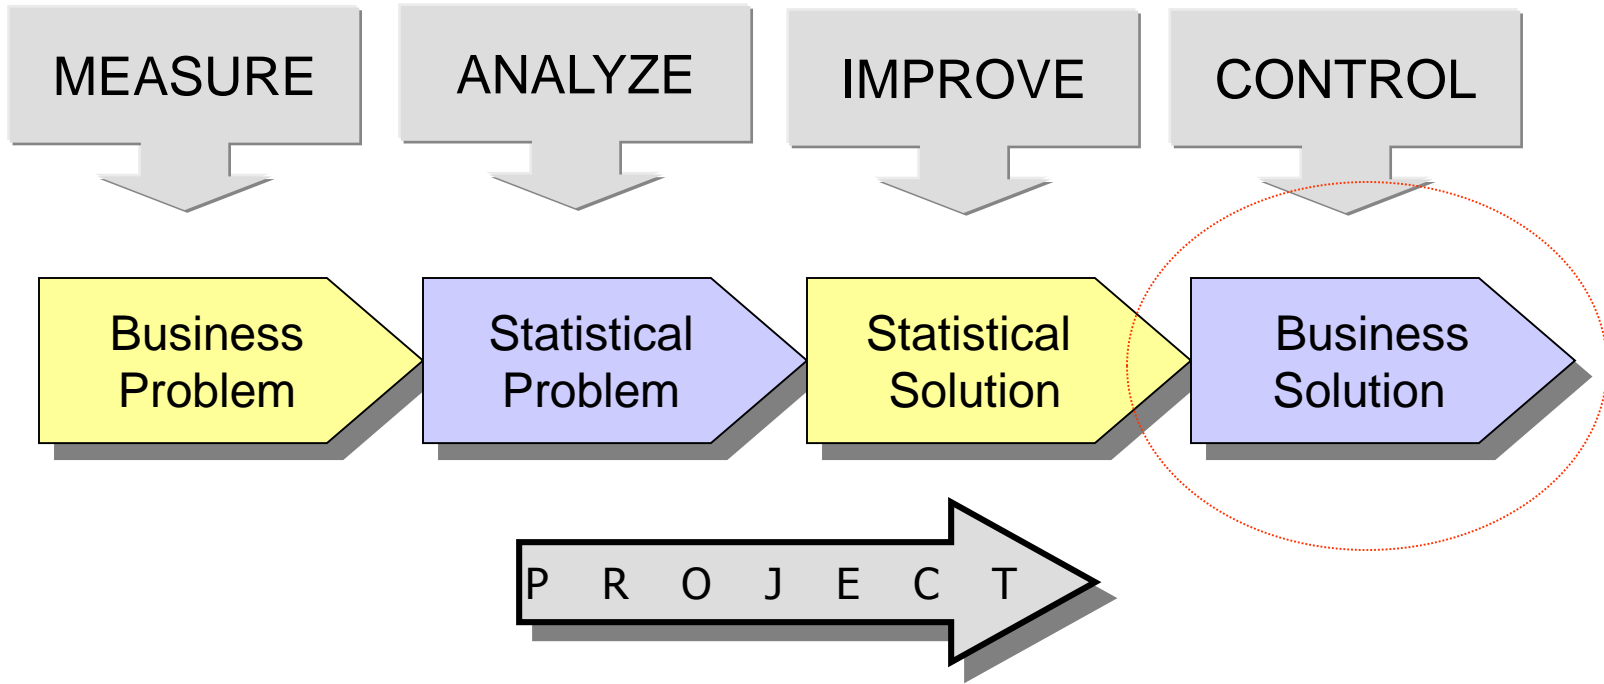 MEASURE
ANALYZE
IMPROVE
CONTROL
Business
Problem
Statistical
Problem
Statistical
Solution
Business
Solution
P R O J E C T